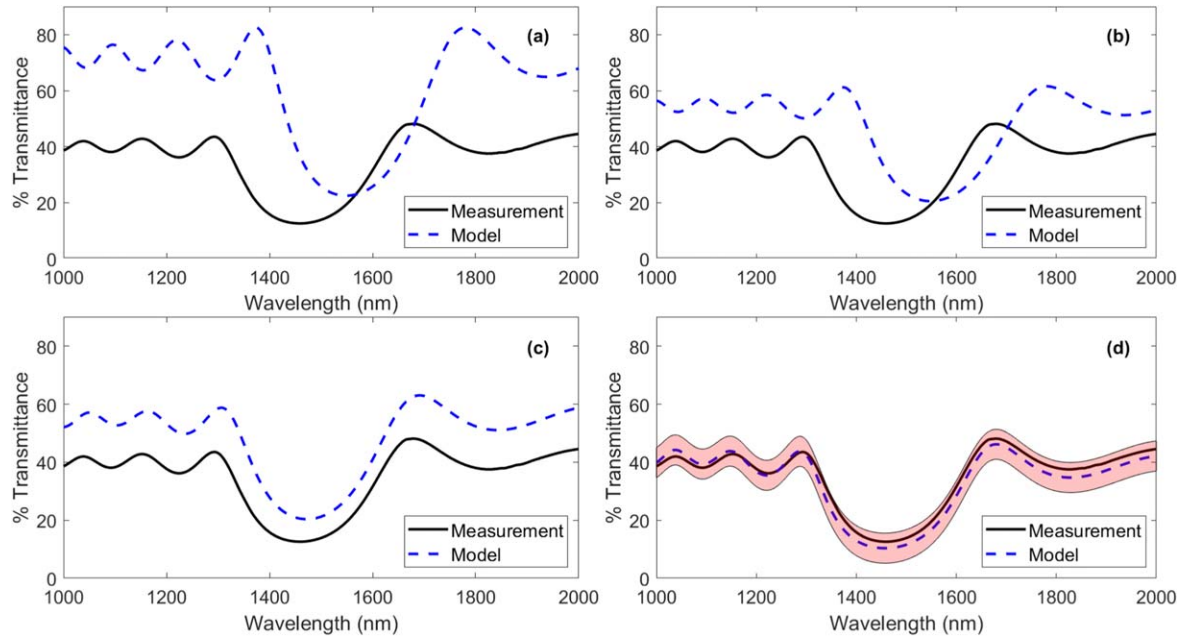 (a)
% Transmittance
80
60
40
20
0
Measurement
Model
1000 1200 1400 1600 1800 2000
Wavelength (nm)
(b)
% Transmittance
80
60
40
20
0
Measurement
Model
1000 1200 1400 1600 1800 2000
Wavelength (nm)
(c)
% Transmittance
80
60
40
20
0
Measurement
Model
1000 1200 1400 1600 1800 2000
Wavelength (nm)
(d)
% Transmittance
80
60
40
20
0
Measurement
Model
1000 1200 1400 1600 1800 2000
Wavelength (nm)